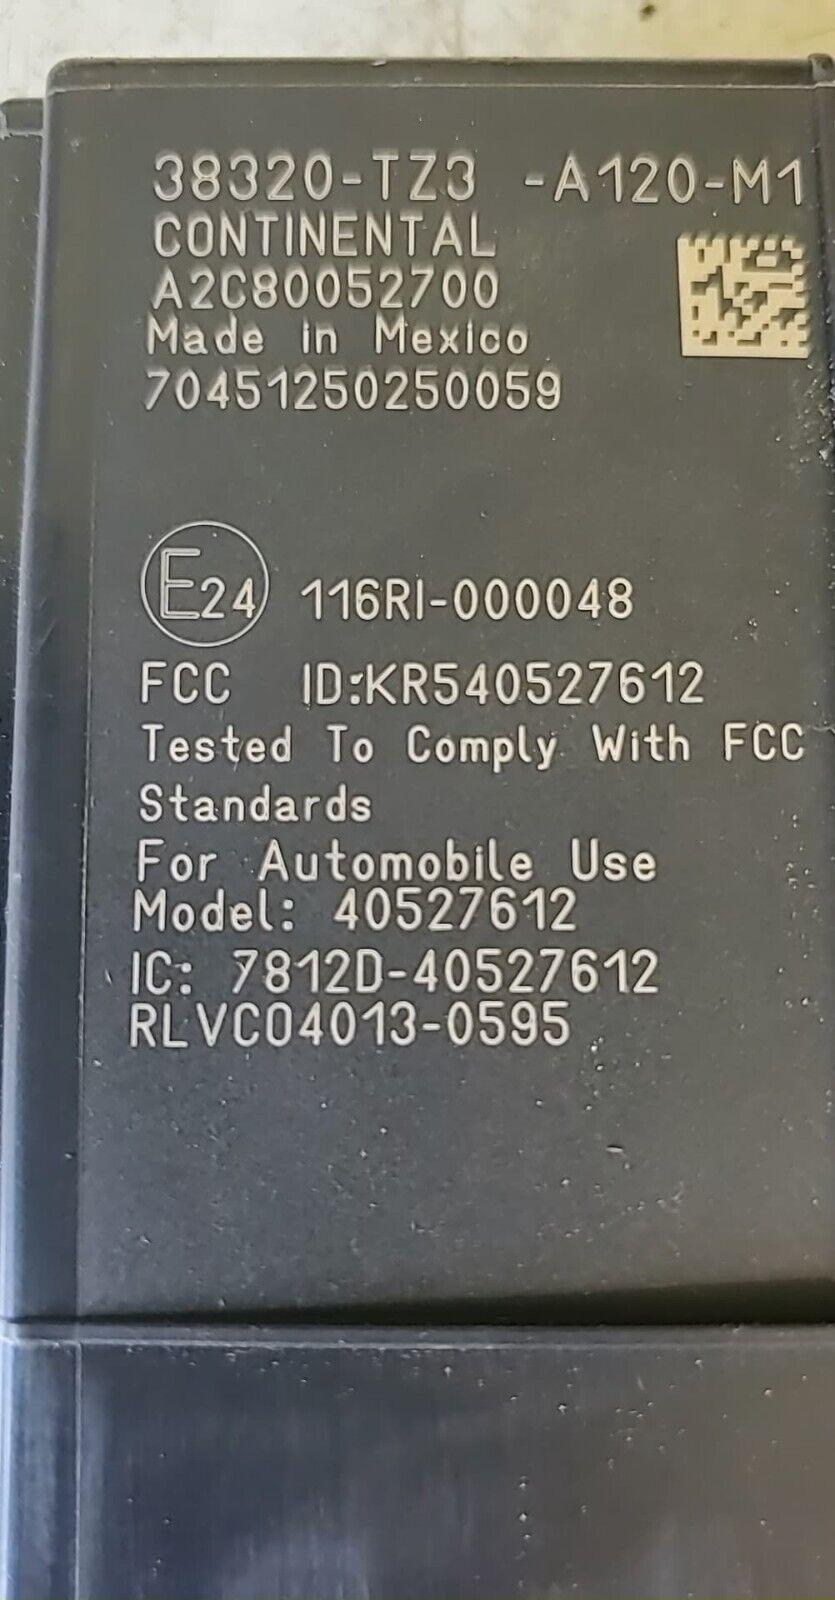 38320-TZ3 -A120-M1
CONTINENTAL
A2C80052700
Made in Mexico
70451250250059
E24 116RI-000048
FCC ID:KR540527612
Tested To Comply With FCC
Standards
For Automobile Use
Model: 40527612
IC: 7812D-40527612
RLVC04013-0595